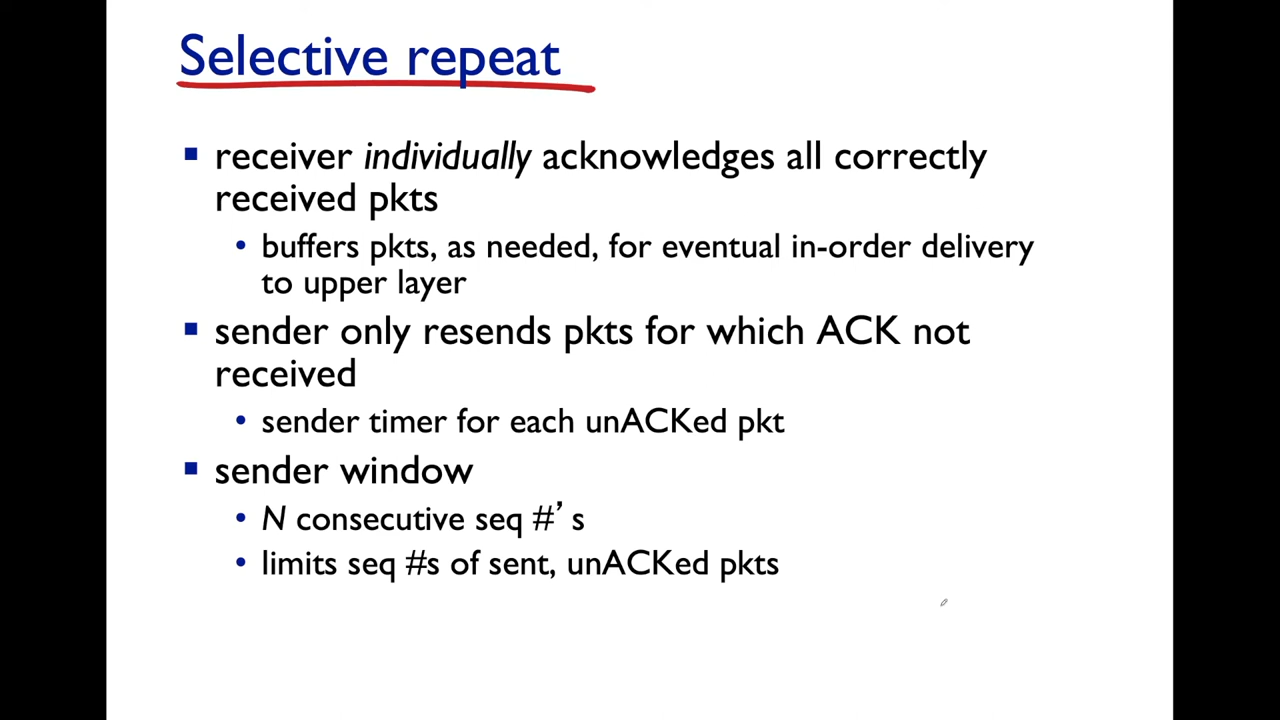 Selective repeat
▪ receiver individually acknowledges all correctly
received pkts
• buffers pkts, as needed, for eventual in-order delivery
to upper layer
▪ sender only resends pkts for which ACK not
received
• sender timer for each unACKed pkt
▪ sender window
• N consecutive seq #’ s
• limits seq #s of sent, unACKed pkts